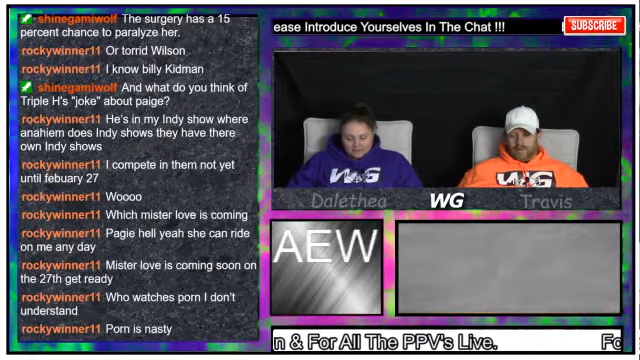 shinegamiwolf The surgery has a 15
percent chance to paralyze her.
rockywinner11 Or torrid Wilson
rockywinner11 I know billy Kidman
shinegamiwolf And what do you think of
Triple H's "joke" about paige?
rockywinner11 He's in my Indy show where
anahiem does Indy shows they have there
own Indy shows
rockywinner11 I compete in them not yet
until febuary 27
rockywinner11 Woooo
rockywinner11 Which mister love is coming
rockywinner11 Pagie hell yeah she can ride
on me any day
rockywinner11 Mister love is coming soon on
the 27th get ready
rockywinner11 Who watches porn I don't
understand
rockywinner11 Porn is nasty
ease Introduce Yourselves In The Chat !!!
SUBSCRIBE
WG
WG
Dalethea
WG
Travis
AEW
n & For All The PPV's Live.
Fo